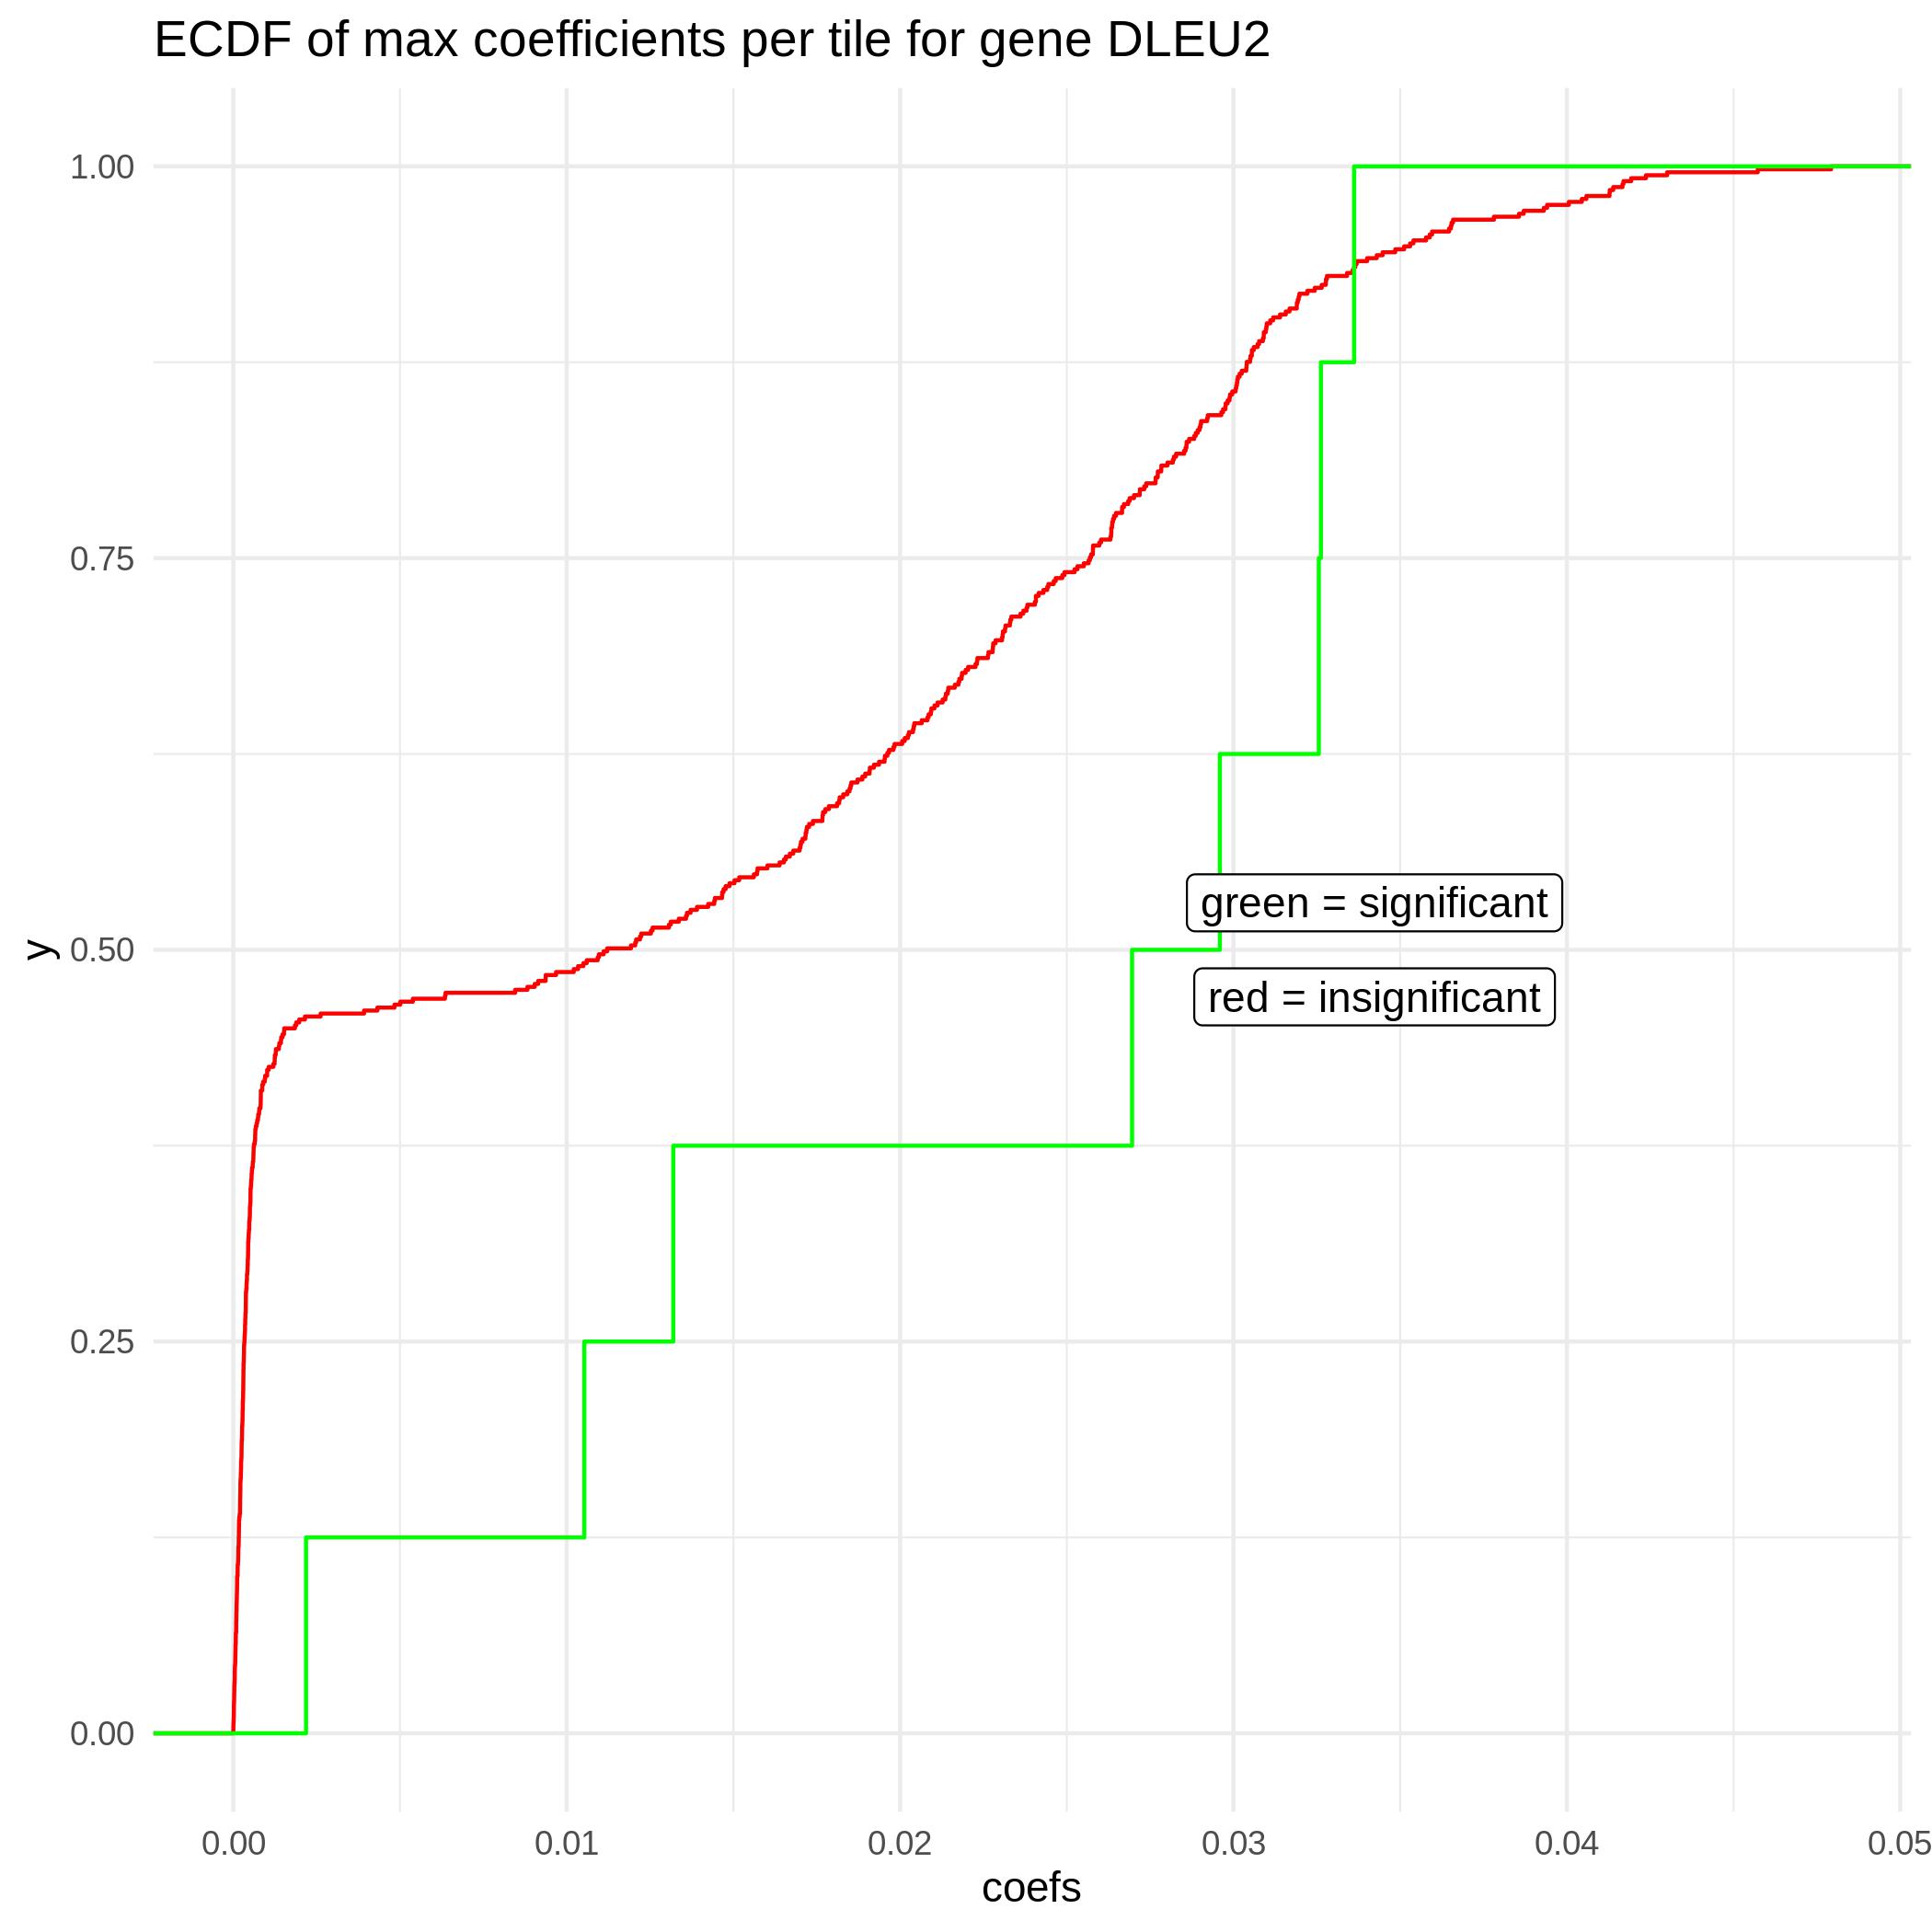 ECDF of max coefficients per tile for gene DLEU2
1.00
0.75
0.50
0.25
0.00
y
green = significant
red = insignificant
0.00 0.01 0.02 0.03 0.04 0.05
coefs